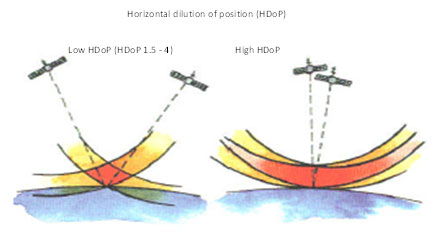 Horizontal dilution of position (HDoP)
Low HDoP (HDoP 1.5 - 4)
High HDoP